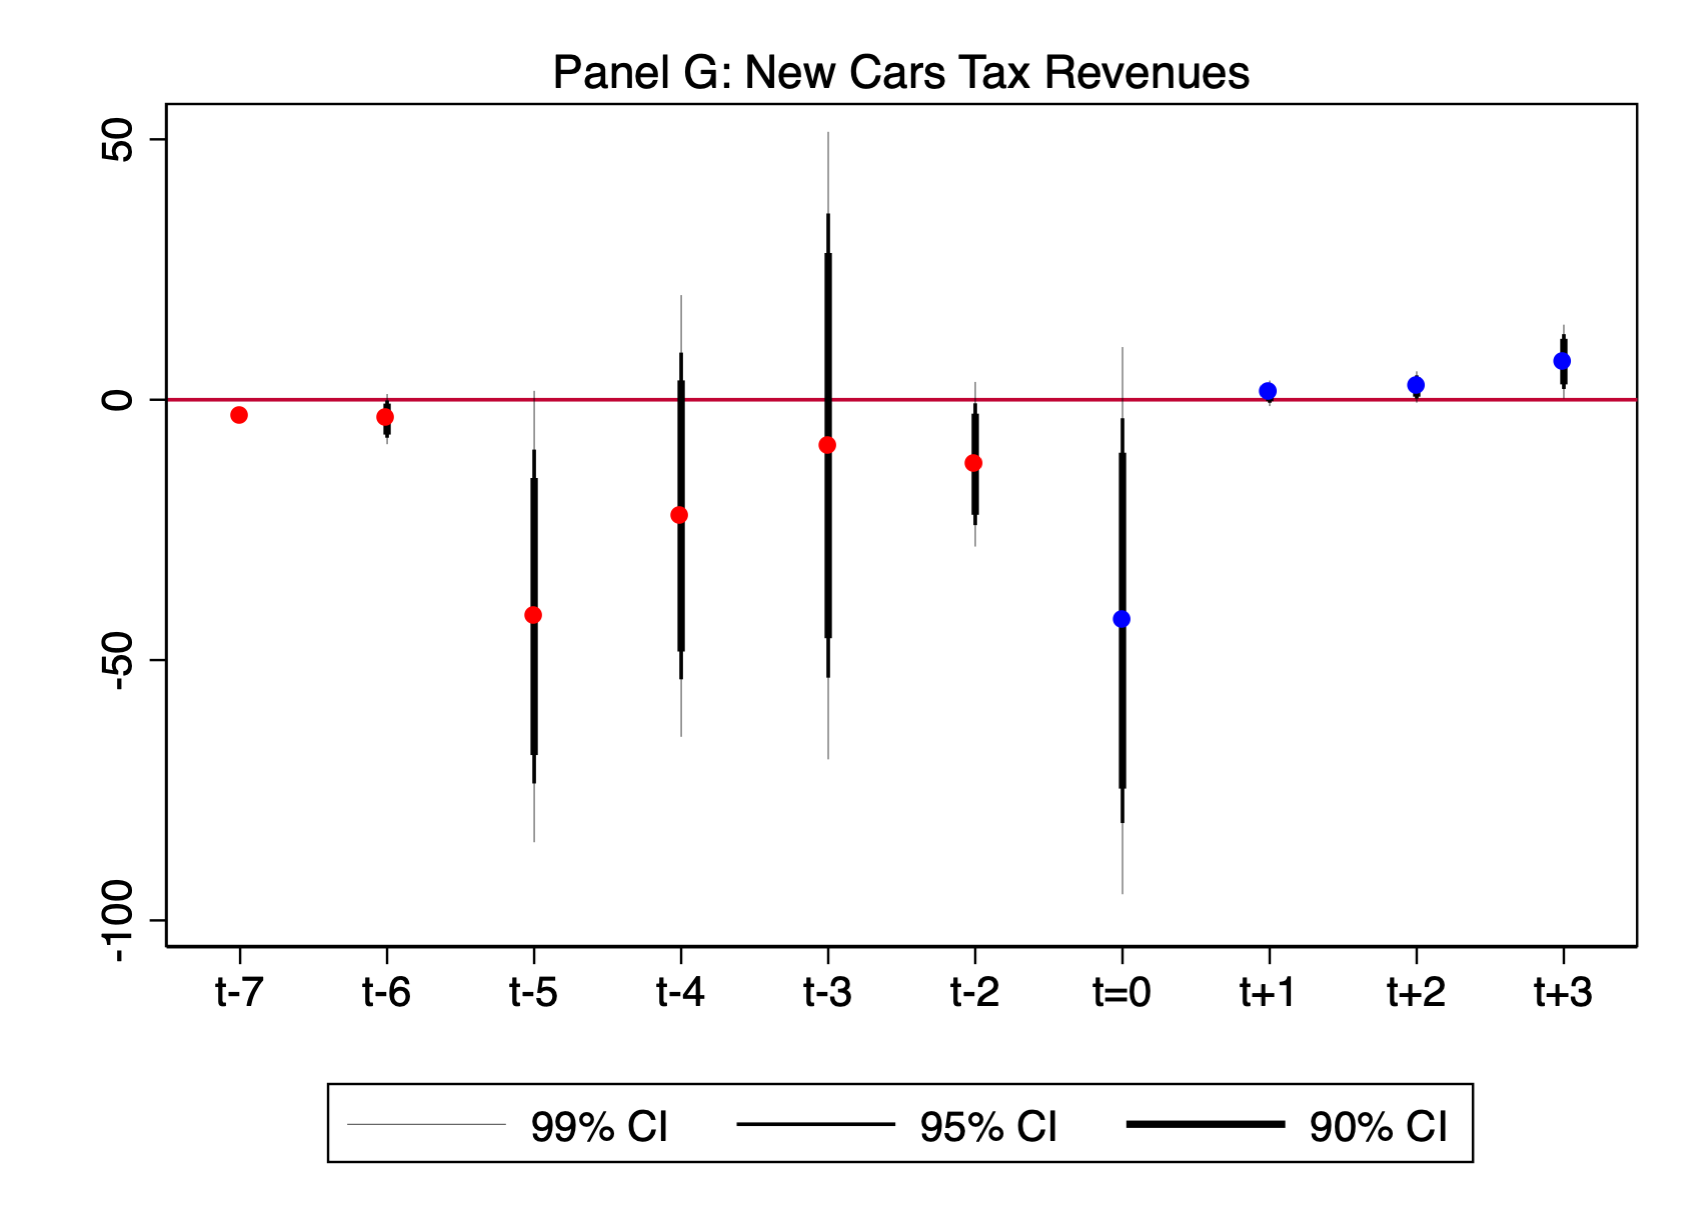 Panel G: New Cars Tax Revenues
50
0
-50
-100
t-7 t-6 t-5 t-4 t-3 t-2 t=0 t+1 t+2 t+3
99% CI 95% CI 90% CI